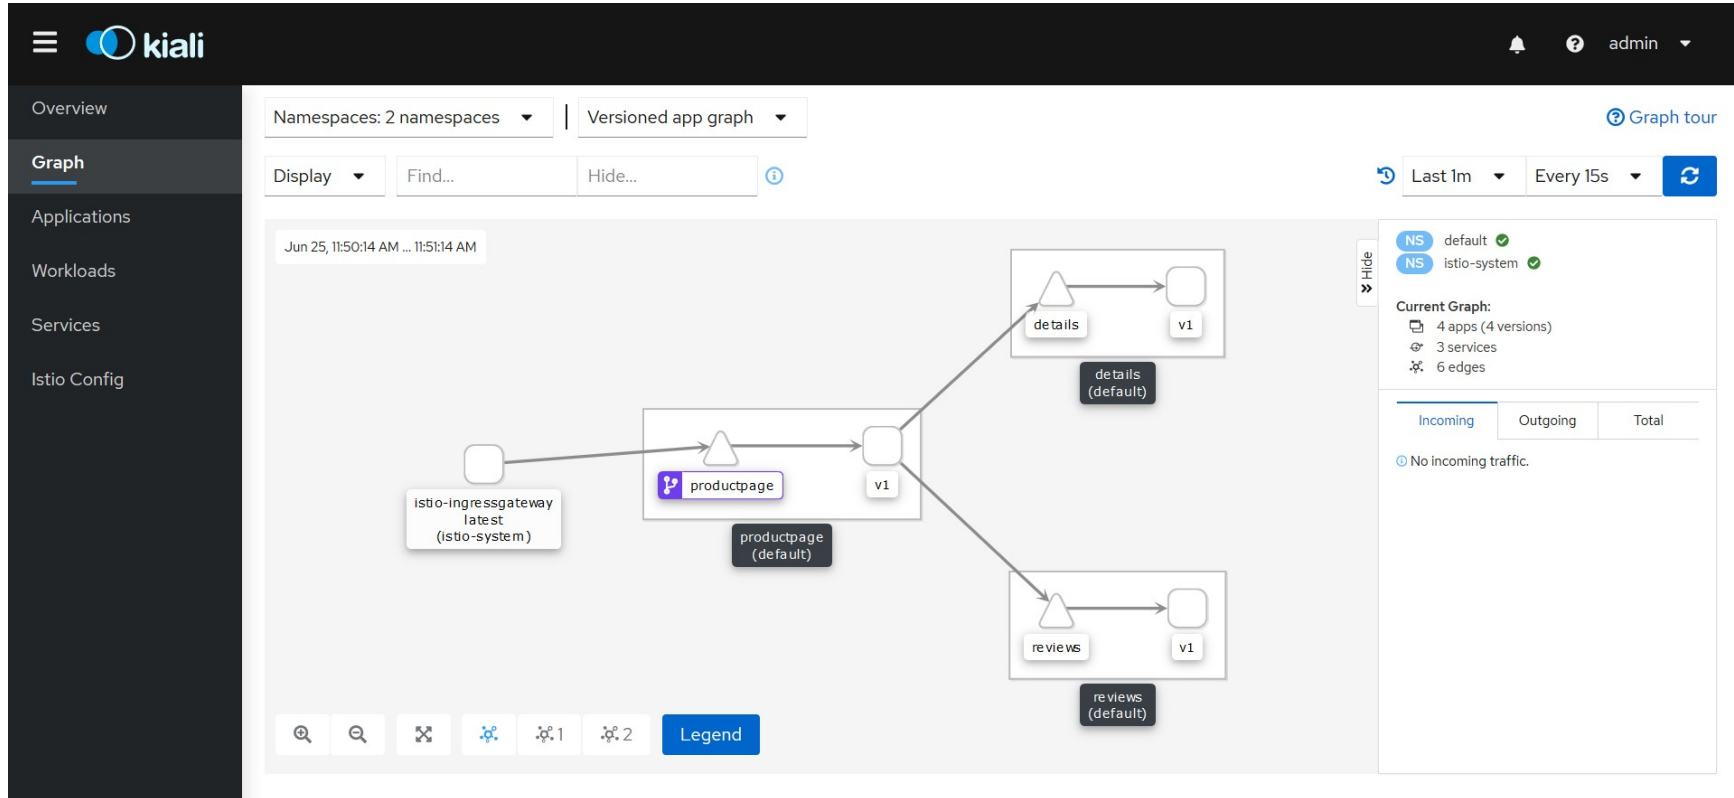 kiali
admin
Overview
Graph
Applications
Workloads
Services
Istio Config
Namespaces: 2 namespaces
Versioned app graph
Graph tour
Display
Find...
Hide...
Last 1m
Every 15s
Jun 25, 11:50:14 AM ... 11:51:14 AM
details
v1
details
(default)
istio-ingressgateway
latest
(istio-system)
productpage
v1
productpage
(default)
reviews
v1
reviews
(default)
1
2
Legend
Hide
NS default
NS istio-system
Current Graph:
4 apps (4 versions)
3 services
6 edges
Incoming
Outgoing
Total
No incoming traffic.